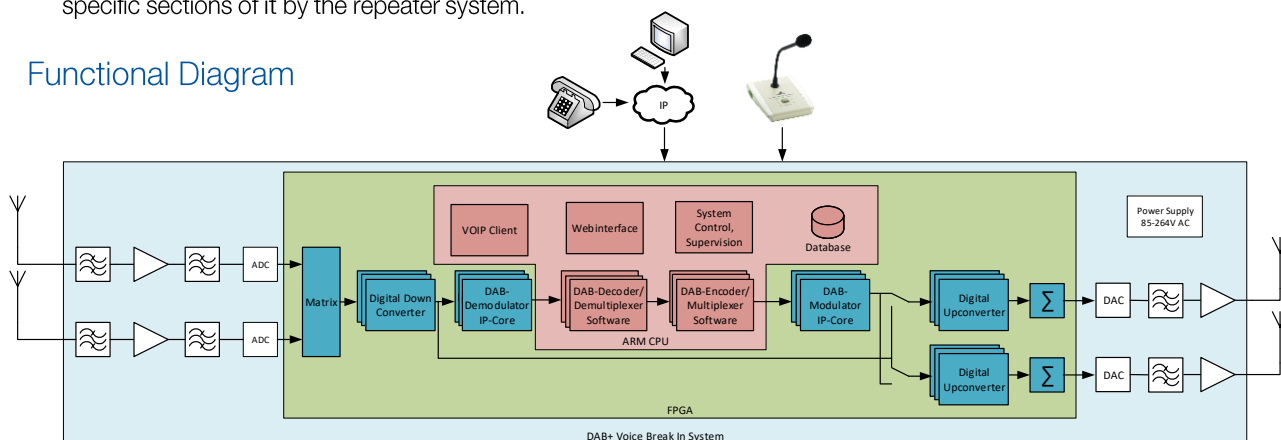 specific sections of it by the repeater system.
Functional Diagram
IP
Power Supply
85-264V AC
VOIP Client
Webinterface
System
Control,
Supervision
Database
ADC
ADC
Matrix
Digital Down
Converter
DAB-
Demodulator
IP-Core
DAB-Decoder/
Demultiplexer
Software
DAB-Encoder/
Multiplexer
Software
ARM CPU
DAB-
Modulator
IP-Core
Digital
Upconverter
Σ
DAC
Digital
Upconverter
Σ
DAC
FPGA
DAB+ Voice Break In System